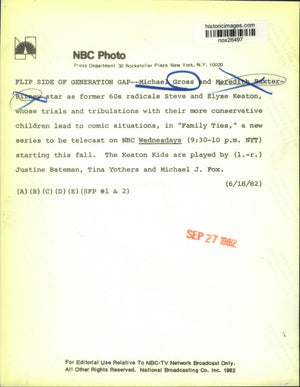 historicimages.com
nox26497
NBC Photo
Press Department 30 Rockefeller Plaza New York, N.Y. 10020
FLIP SIDE OF GENERATION GAP--Michael Gross and Meredith Baxter-
Birney star as former 60s radicals Steve and Elyse Keaton,
whose trials and tribulations with their more conservative
children lead to comic situations, in "Family Ties," a new
series to be telecast on NBC Wednesdays (9:30-10 p.m. NYT)
starting this fall. The Keaton Kids are played by (l.-r.)
Justine Bateman, Tina Yothers and Michael J. Fox.
(6/18/82)
(A)(B)(C)(D)(E)(SFP #1 & 2)
SEP 27 1982
For Editorial Use Relative To NBC-TV Network Broadcast Only.
All Other Rights Reserved. National Broadcasting Co. Inc. 1982